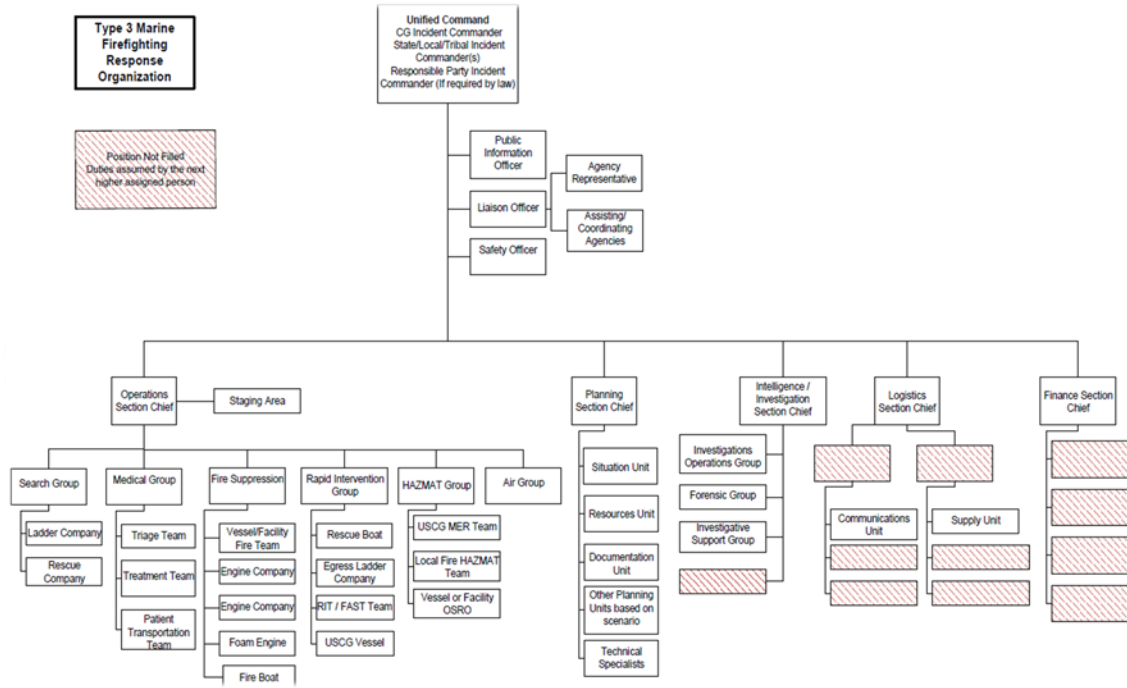 Type 3 Marine
Firefighting
Response
Organization
Unified Command
CG Incident Commander
State/Local/Tribal Incident
Commander(s)
Responsible Party Incident
Commander (If required by law)
Position Not Filled
Duties assumed by the next
higher assigned person
Public
Information
Officer
Agency
Representative
Liaison Officer
Assisting/
Coordinating
Agencies
Safety Officer
Operations
Section Chief
Staging Area
Planning
Section Chief
Intelligence /
Investigation
Section Chief
Logistics
Section Chief
Finance Section
Chief
Search Group
Medical Group
Fire Suppression
Rapid Intervention
Group
HAZMAT Group
Air Group
Ladder Company
Rescue
Company
Triage Team
Treatment Team
Patient
Transportation
Team
Vessel/Facility
Fire Team
Engine Company
Engine Company
Foam Engine
Fire Boat
Rescue Boat
Egress Ladder
Company
RIT / FAST Team
USCG Vessel
USCG MER Team
Local Fire HAZMAT
Team
Vessel or Facility
OSRO
Situation Unit
Resources Unit
Documentation
Unit
Other Planning
Units based on
scenario
Technical
Specialists
Investigations
Operations Group
Forensic Group
Investigative
Support Group
Communications
Unit
Supply Unit